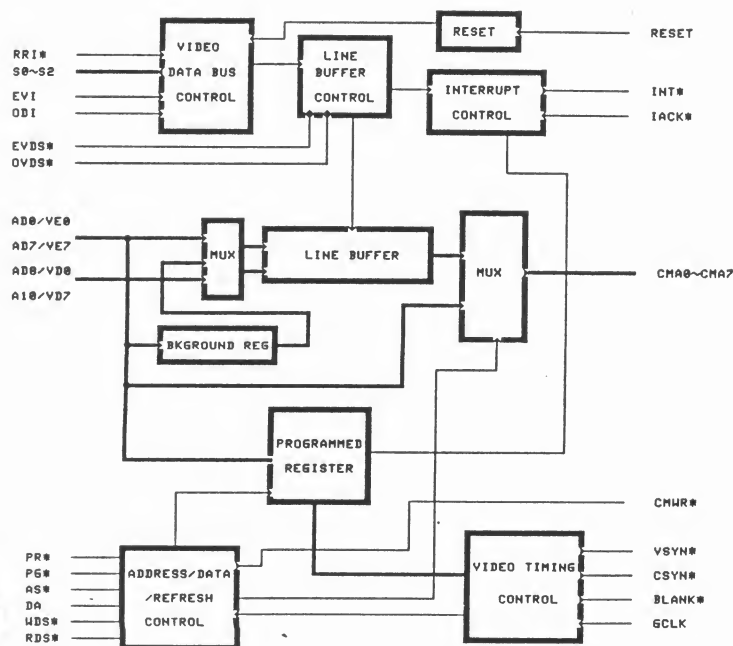 RESET
RESET
VIDEO
DATA BUS
CONTROL
LINE
BUFFER
CONTROL
INTERRUPT
CONTROL
RRI*
S0~S2
EVI
ODI
EVDS*
OVDS*
INT*
IACK*
AD0/VE0
AD7/VE7
AD8/VD0
A10/VD7
MUX
LINE BUFFER
MUX
CMA0~CMA7
BKGROUND REG
PROGRAMMED
REGISTER
CMWR*
PR*
PG*
AS*
DA
WDS*
RDS*
ADDRESS/DATA
/REFRESH
CONTROL
VIDEO TIMING
CONTROL
VSYN*
CSYN*
BLANK*
GCLK